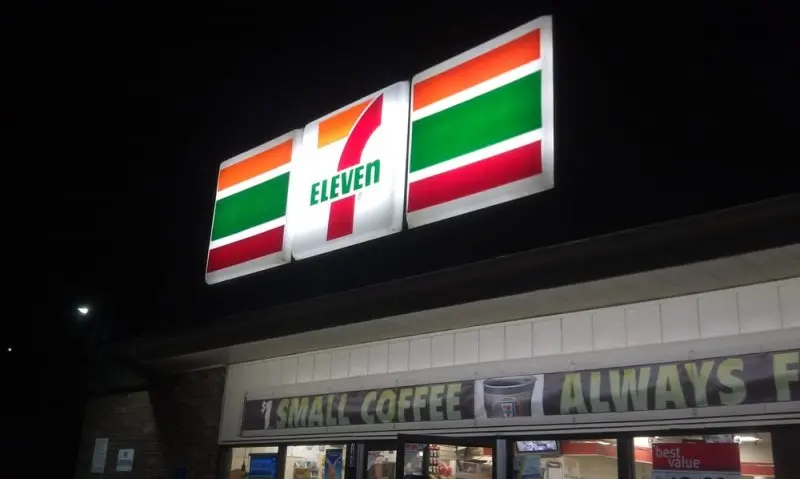 7
ELEVEn
$1 SMALL COFFEE ALWAYS F
best
value